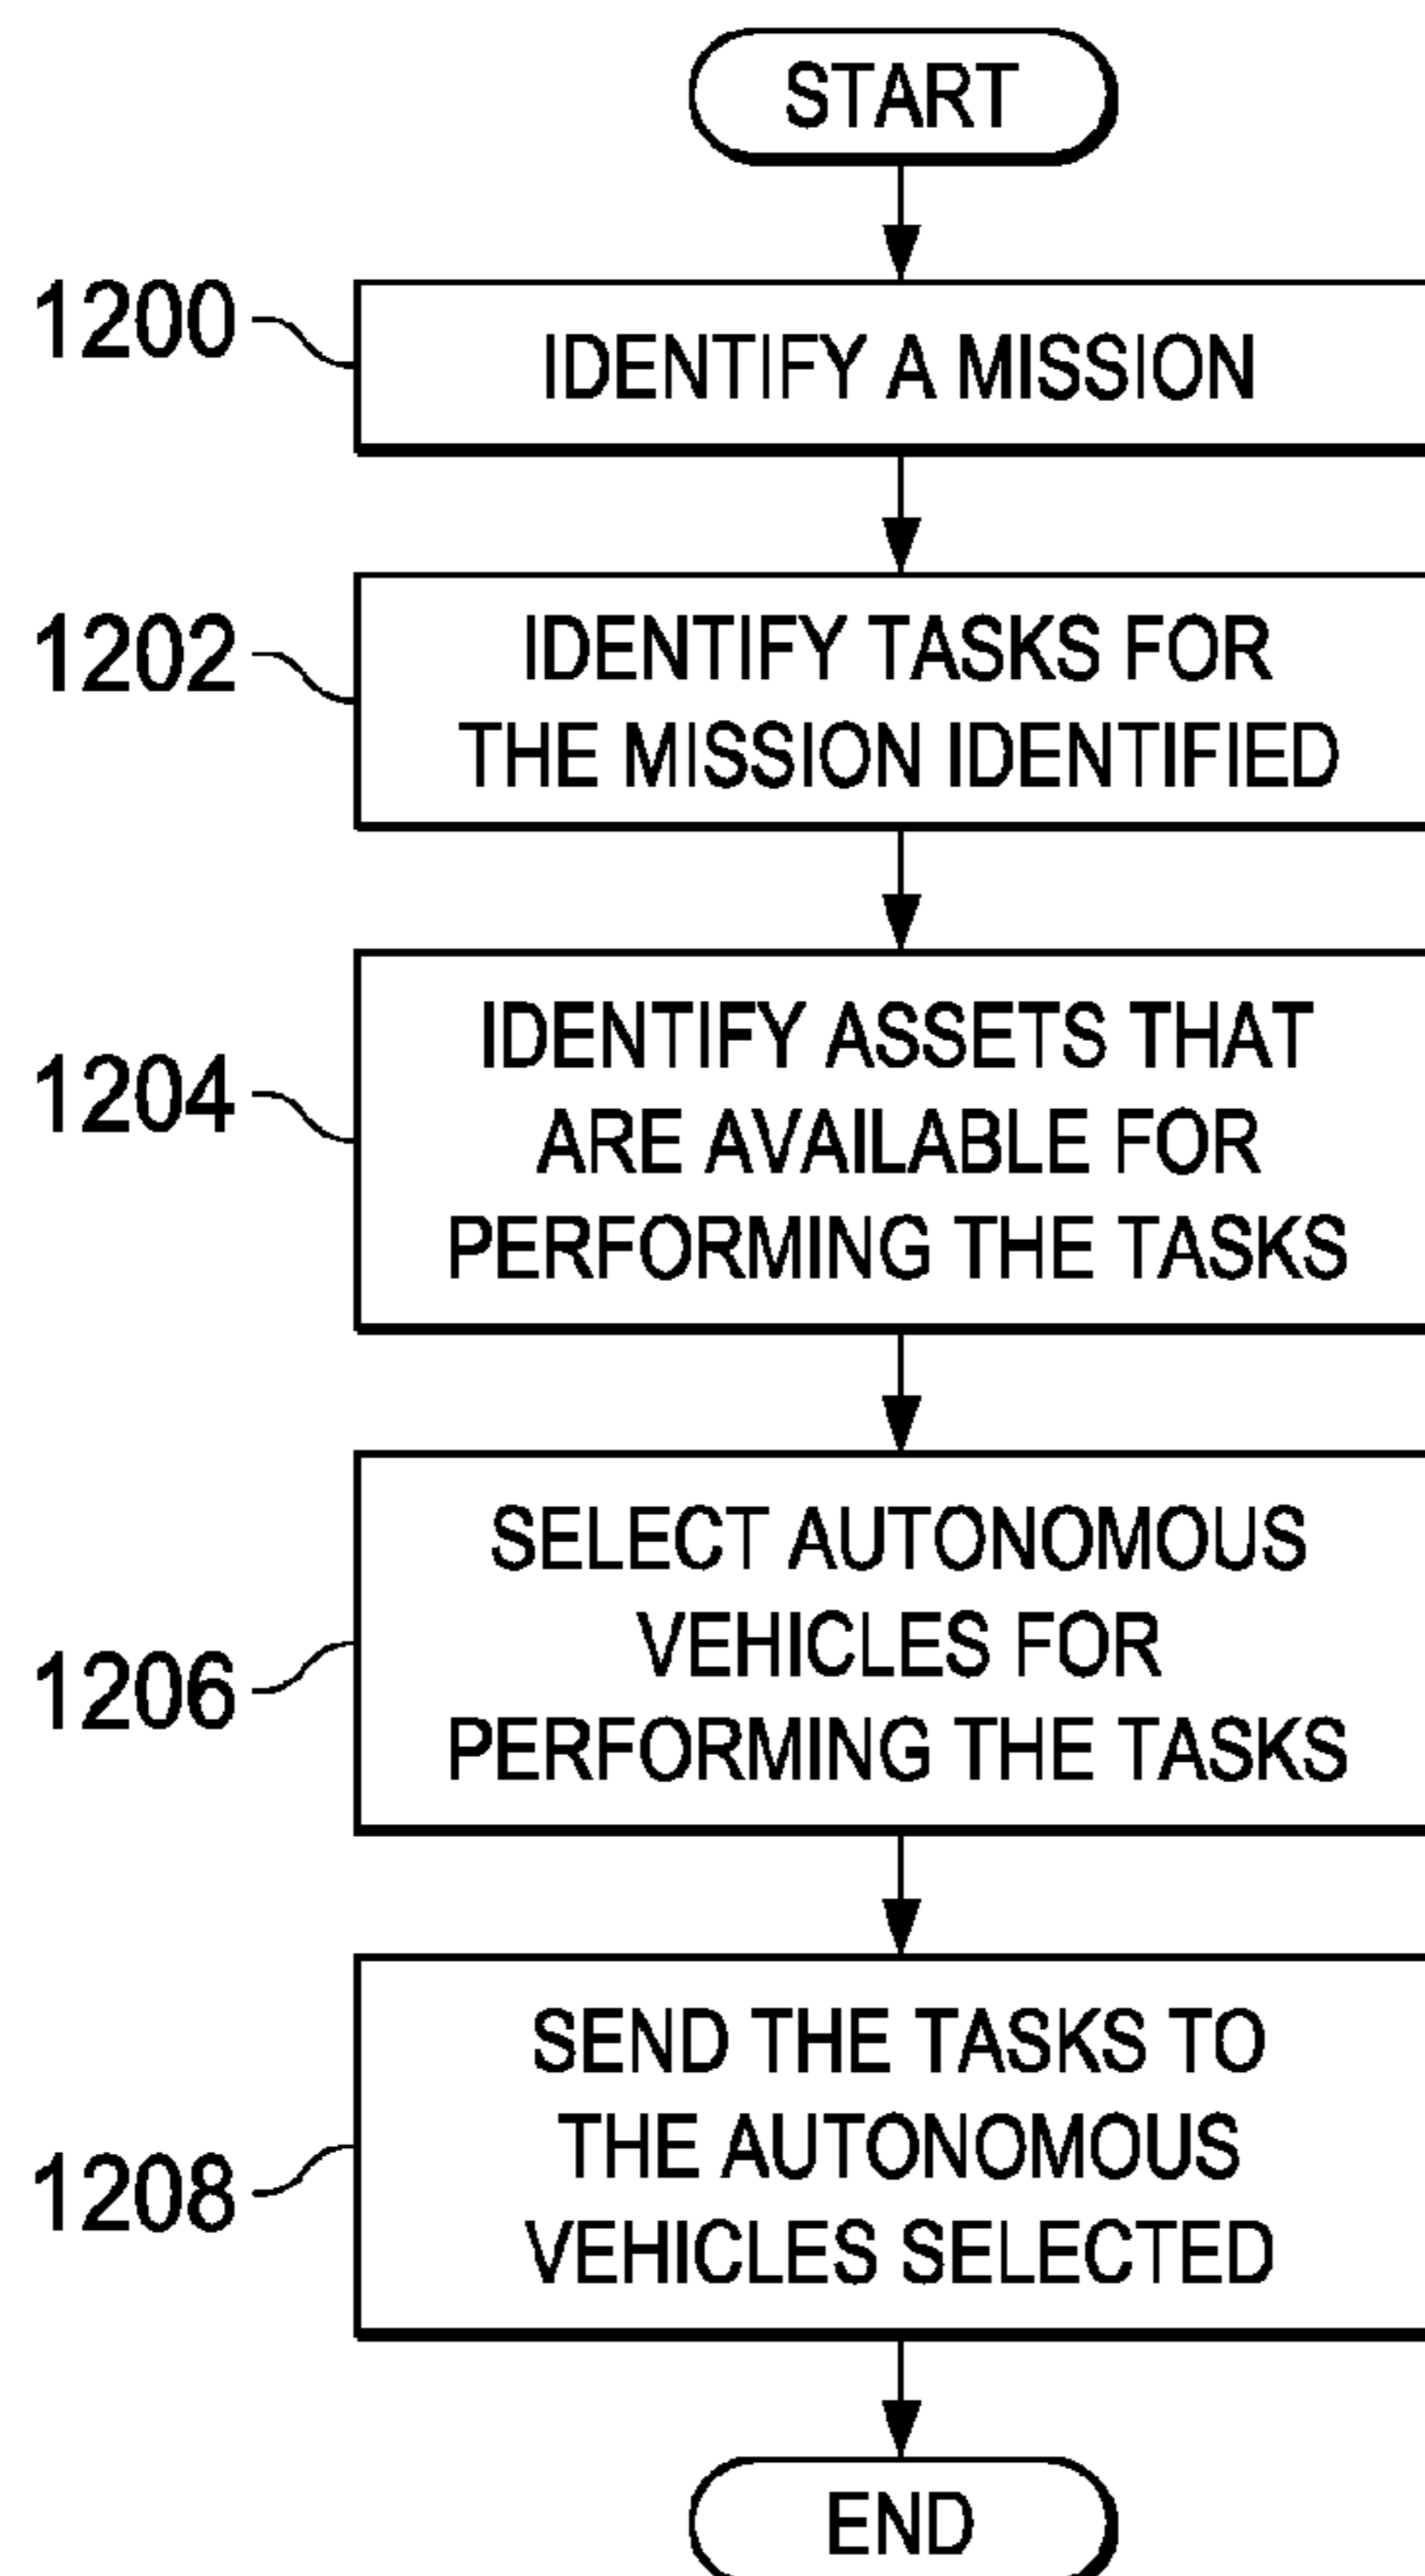 START
1200
IDENTIFY A MISSION
1202
IDENTIFY TASKS FOR
THE MISSION IDENTIFIED
1204
IDENTIFY ASSETS THAT
ARE AVAILABLE FOR
PERFORMING THE TASKS
1206
SELECT AUTONOMOUS
VEHICLES FOR
PERFORMING THE TASKS
1208
SEND THE TASKS TO
THE AUTONOMOUS
VEHICLES SELECTED
END